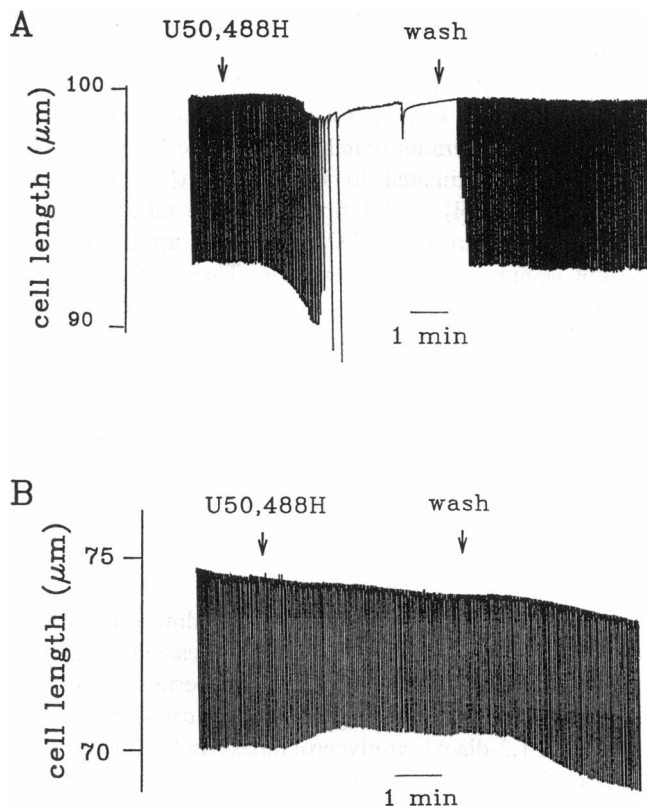 A
U50,488H wash
100
90
cell length (μm)
1 min
B
U50,488H wash
75
70
cell length (μm)
1 min